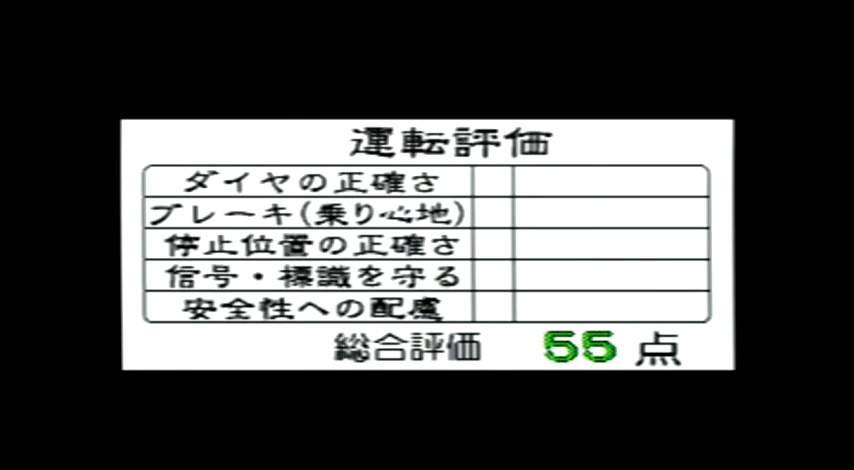 運転評価
ダイヤの正確さ
ブレーキ(乗り心地)
停止位置の正確さ
信号・標識を守る
安全性への配慮
総合評価 55 点